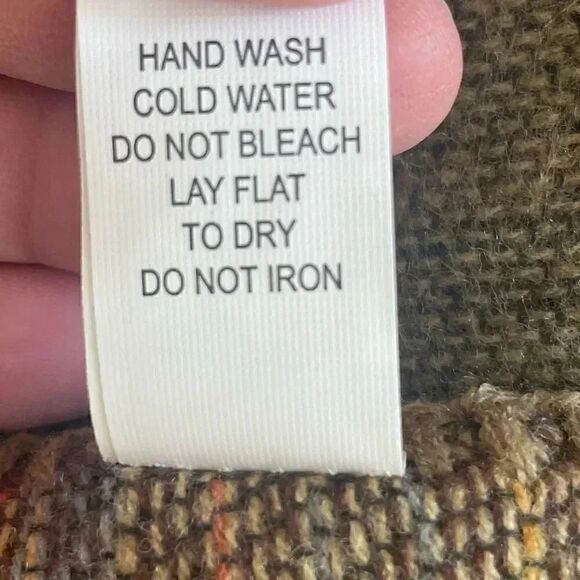 HAND WASH
COLD WATER
DO NOT BLEACH
LAY FLAT
TO DRY
DO NOT IRON